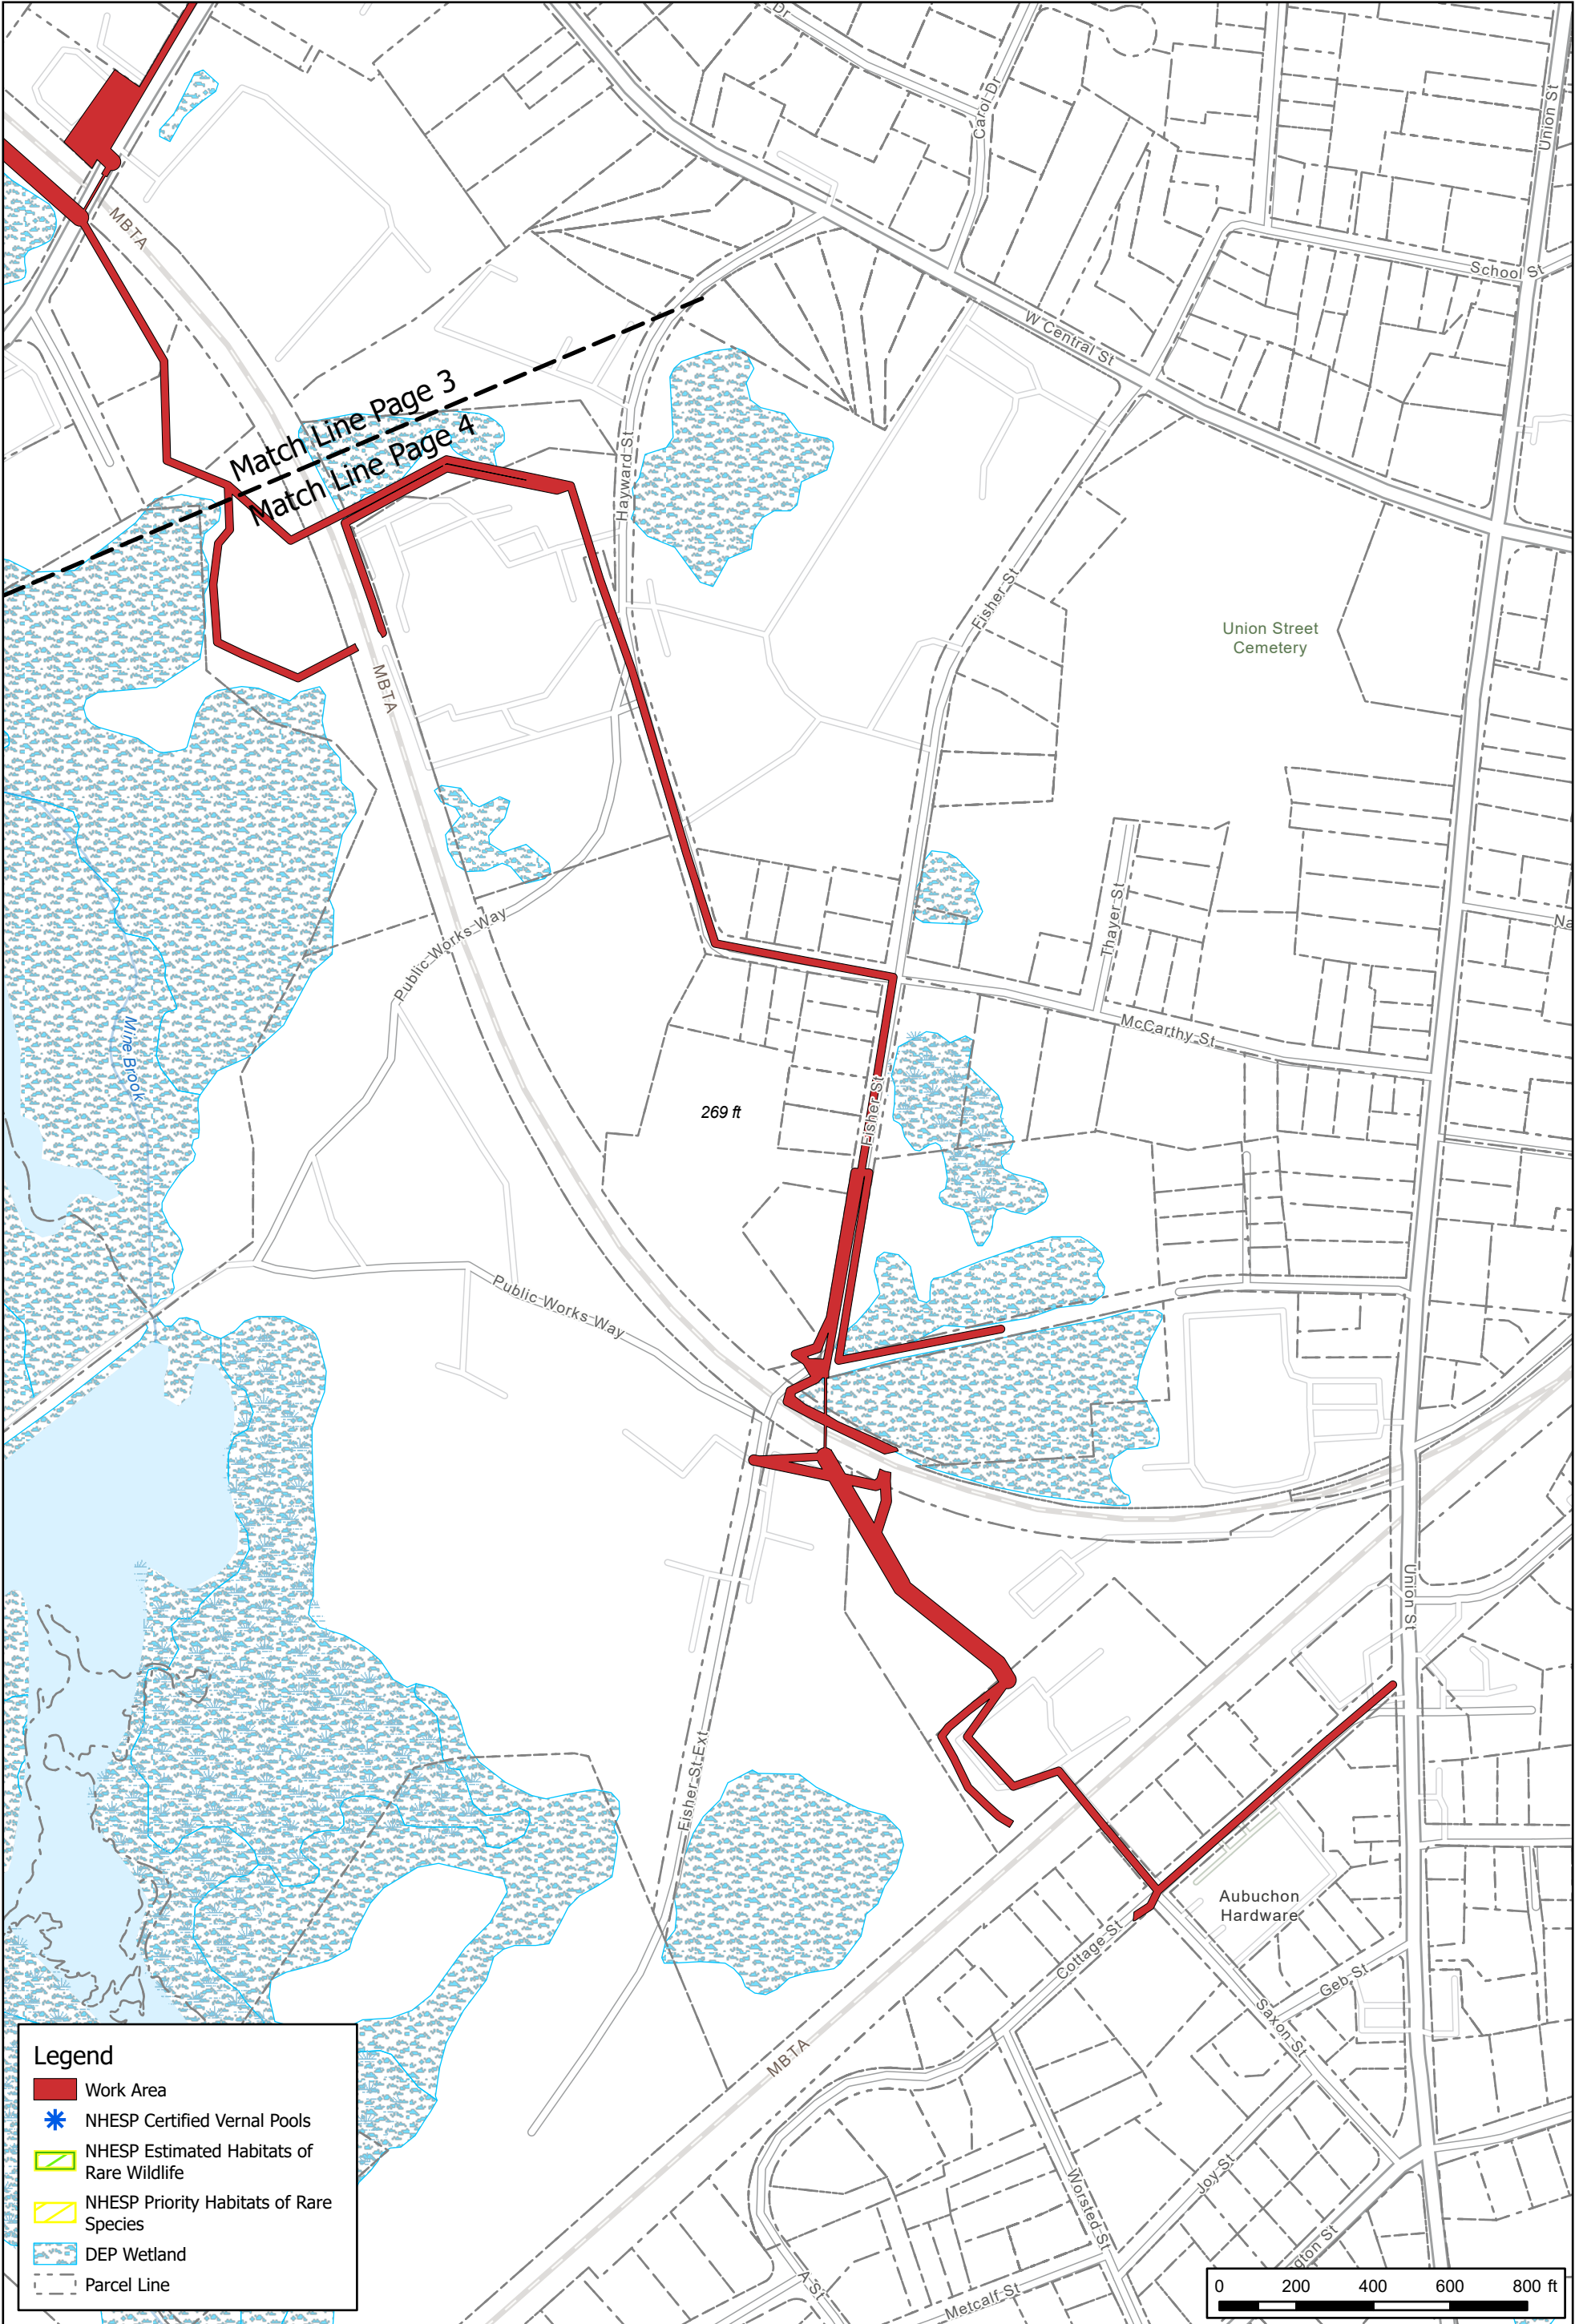 Dr
Carol Dr
Union St
School St
W Central St
MBTA
Match Line Page 3
Match Line Page 4
Hayward St
Fisher St
Union Street
Cemetery
MBTA
Thayer St
Public Works Way
McCarthy St
Mine Brook
269 ft
Fisher St
Public Works Way
Union St
Fisher St Ext
Aubuchon
Hardware
Cottage St
Geb St
Saxon St
MBTA
Worsted St
Joy St
gton St
A St
Metcalf St
Legend
Work Area
NHESP Certified Vernal Pools
NHESP Estimated Habitats of
Rare Wildlife
NHESP Priority Habitats of Rare
Species
DEP Wetland
Parcel Line
0 200 400 600 800 ft